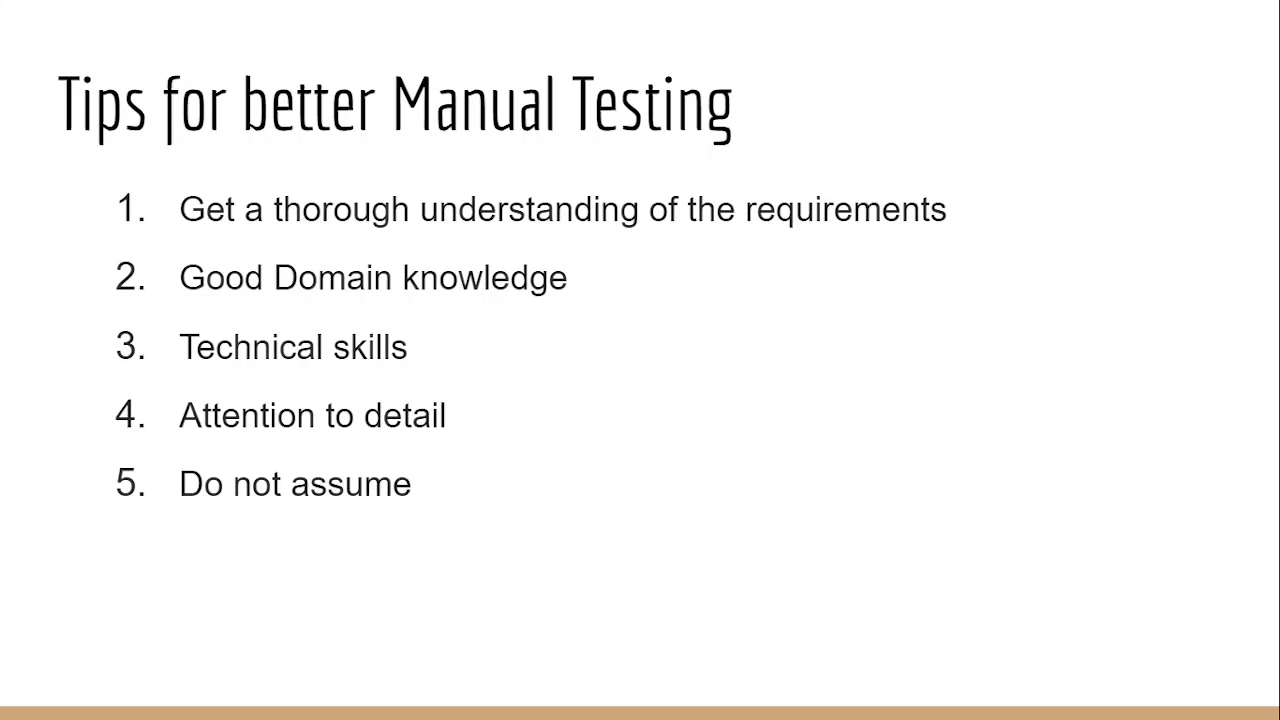 Tips for better Manual Testing
1. Get a thorough understanding of the requirements
2. Good Domain knowledge
3. Technical skills
4. Attention to detail
5. Do not assume